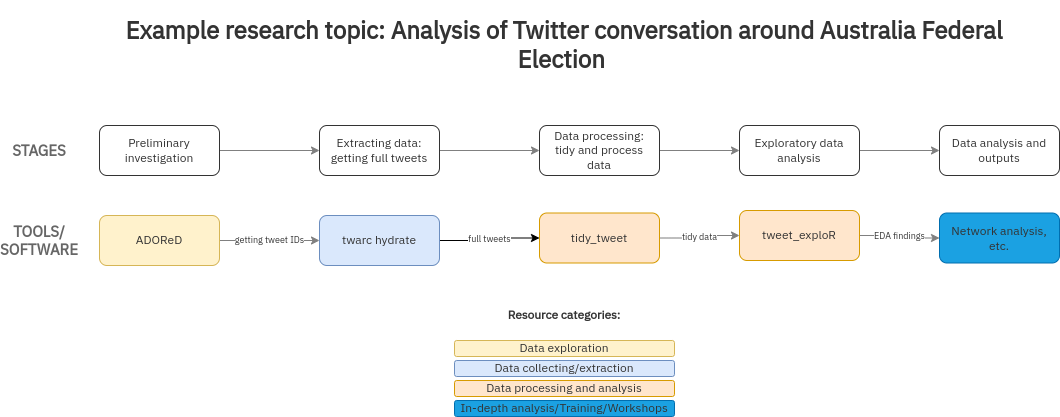 Example research topic: Analysis of Twitter conversation around Australia Federal
Election
STAGES
Preliminary
investigation
Extracting data:
getting full tweets
Data processing:
tidy and process
data
Exploratory data
analysis
Data analysis and
outputs
TOOLS/
SOFTWARE
ADOReD
getting tweet IDs
twarc hydrate
full tweets
tidy_tweet
tidy data
tweet_exploR
EDA findings
Network analysis,
etc.
Resource categories:
Data exploration
Data collecting/extraction
Data processing and analysis
In-depth analysis/Training/Workshops